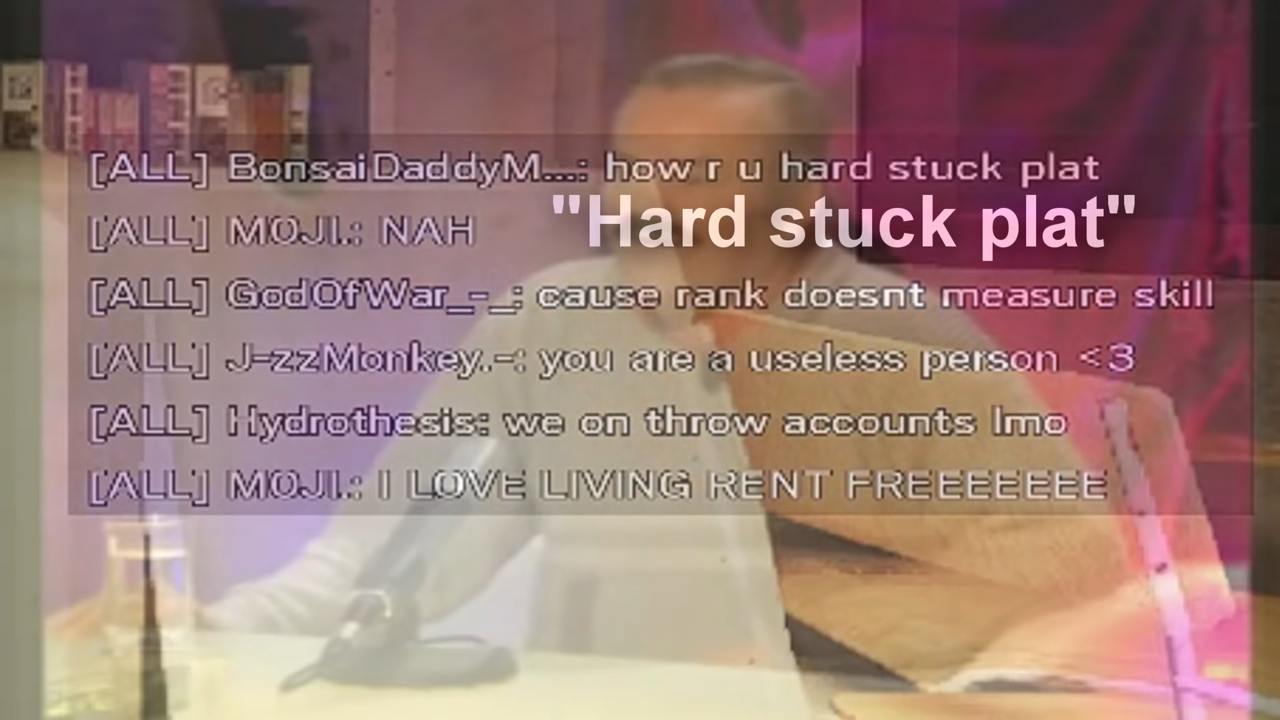 [ALL] BonsaiDaddyM...: how r u hard stuck plat
"Hard stuck plat"
[ALL] MOJI.: NAH
[ALL] GodOfWar_-_: cause rank doesnt measure skill
[ALL] J-zzMonkey.-: you are a useless person <3
[ALL] Hydrothesis: we on throw accounts lmo
[ALL] MOJI.: I LOVE LIVING RENT FREEEEEEEE